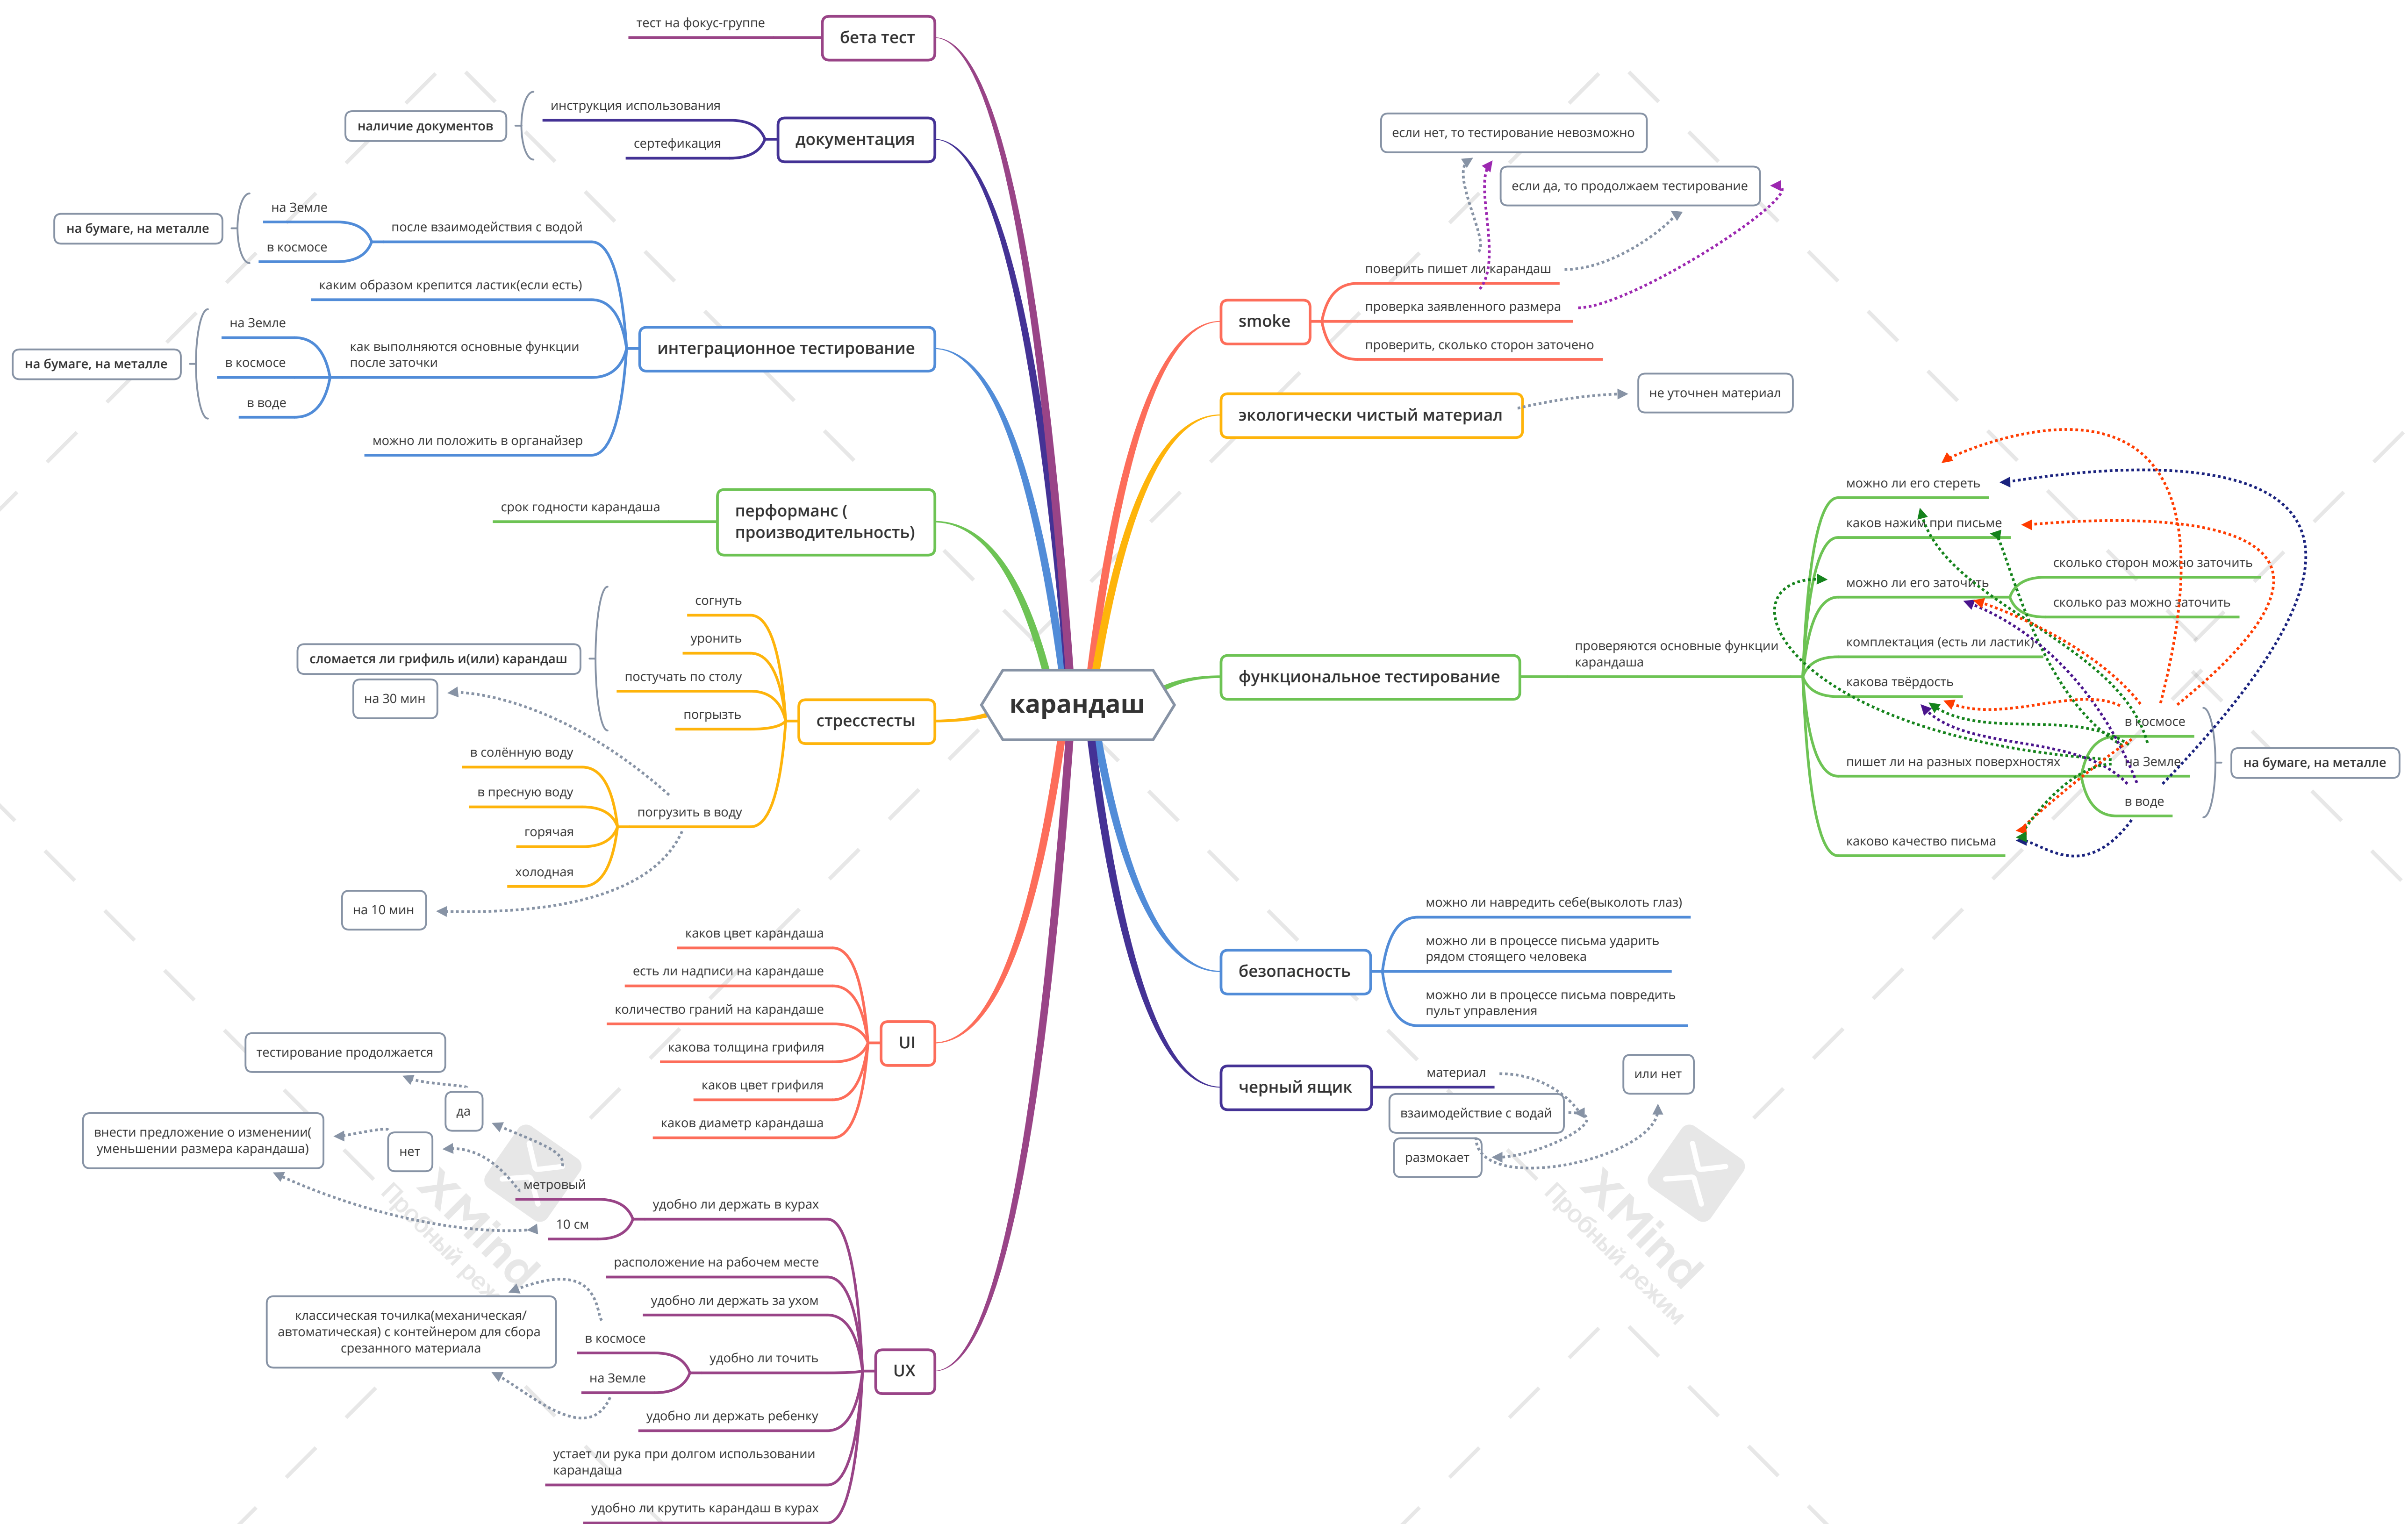 тест на фокус-группе
бета тест
наличие документов
инструкция использования
сертефикация
документация
на бумаге, на металле
на Земле
в космосе
после взаимодействия с водой
каким образом крепится ластик(если есть)
на бумаге, на металле
на Земле
в космосе
в воде
как выполняются основные функции
после заточки
можно ли положить в органайзер
интеграционное тестирование
срок годности карандаша
перформанс (
производительность)
сломается ли грифиль и(или) карандаш
согнуть
уронить
постучать по столу
погрызть
на 30 мин
в солённую воду
в пресную воду
горячая
холодная
погрузить в воду
на 10 мин
стресстесты
каков цвет карандаша
есть ли надписи на карандаше
количество граний на карандаше
какова толщина грифиля
каков цвет грифиля
каков диаметр карандаша
UI
тестирование продолжается
да
внести предложение о изменении(
уменьшении размера карандаша)
нет
метровый
10 см
удобно ли держать в курах
расположение на рабочем месте
удобно ли держать за ухом
классическая точилка(механическая/
автоматическая) с контейнером для сбора
срезанного материала
в космосе
на Земле
удобно ли точить
удобно ли держать ребенку
устает ли рука при долгом использовании
карандаша
удобно ли крутить карандаш в курах
UX
карандаш
если нет, то тестирование невозможно
если да, то продолжаем тестирование
smoke
поверить пишет ли карандаш
проверка заявленного размера
проверить, сколько сторон заточено
экологически чистый материал
не уточнен материал
функциональное тестирование
проверяются основные функции
карандаша
можно ли его стереть
каков нажим при письме
можно ли его заточить
сколько сторон можно заточить
сколько раз можно заточить
комплектация (есть ли ластик)
какова твёрдость
пишет ли на разных поверхностях
в космосе
на Земле
в воде
на бумаге, на металле
каково качество письма
безопасность
можно ли навредить себе(выколоть глаз)
можно ли в процессе письма ударить
рядом стоящего человека
можно ли в процессе письма повредить
пульт управления
черный ящик
материал
взаимодействие с водай
размокает
или нет
XMind
Пробный режим
XMind
Пробный режим